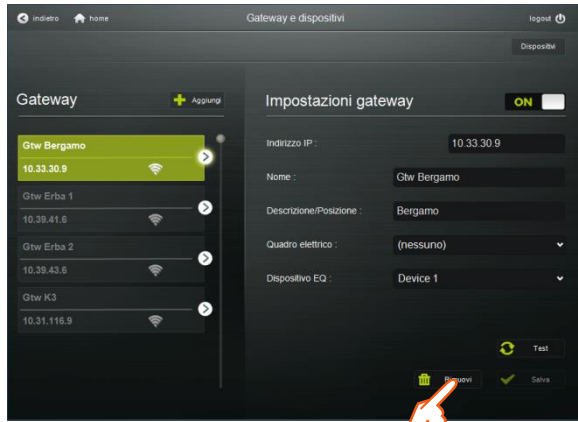 indietro home Gateway e dispositivi logout
Dispositivi
Gateway Aggiungi
Impostazioni gateway ON
Gtw Bergamo
10.33.30.9
Gtw Erba 1
10.39.41.6
Gtw Erba 2
10.39.43.6
Gtw K3
10.31.116.9
Indirizzo IP : 10.33.30.9
Nome : Gtw Bergamo
Descrizione/Posizione : Bergamo
Quadro elettrico : (nessuno)
Dispositivo EQ : Device 1
Test
Rimuovi Salva